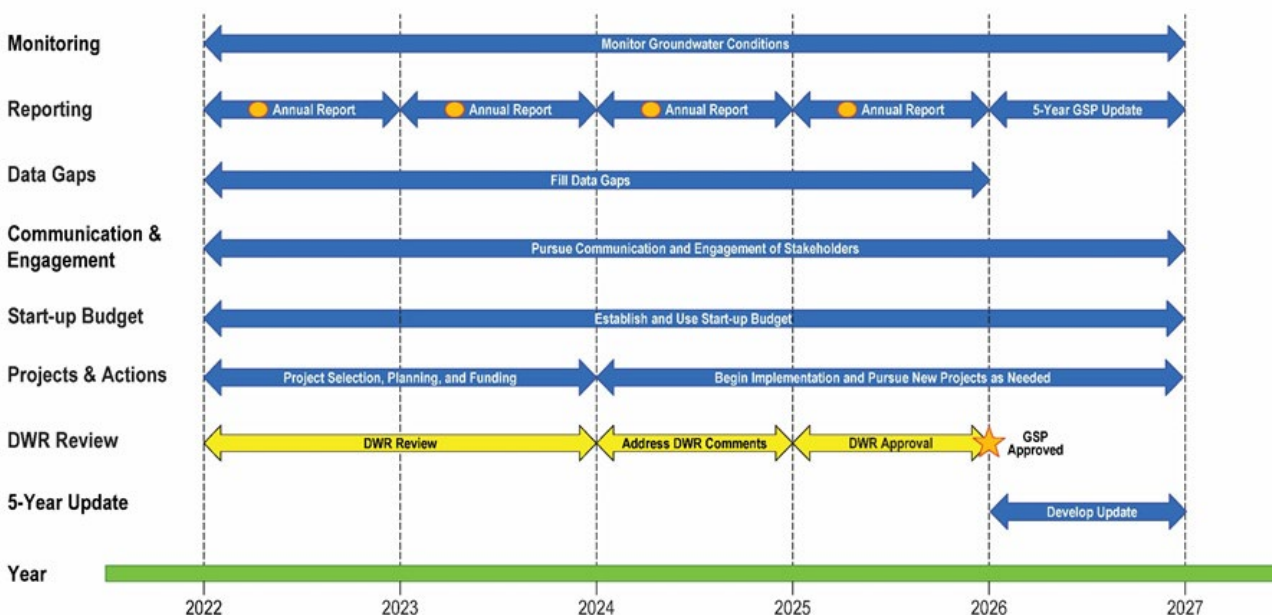 Monitoring
Monitor Groundwater Conditions
Reporting
Annual Report
Annual Report
Annual Report
Annual Report
5-Year GSP Update
Data Gaps
Fill Data Gaps
Communication &
Engagement
Pursue Communication and Engagement of Stakeholders
Start-up Budget
Establish and Use Start-up Budget
Projects & Actions
Project Selection, Planning, and Funding
Begin Implementation and Pursue New Projects as Needed
DWR Review
DWR Review
Address DWR Comments
DWR Approval
GSP
Approved
5-Year Update
Develop Update
Year
2022
2023
2024
2025
2026
2027